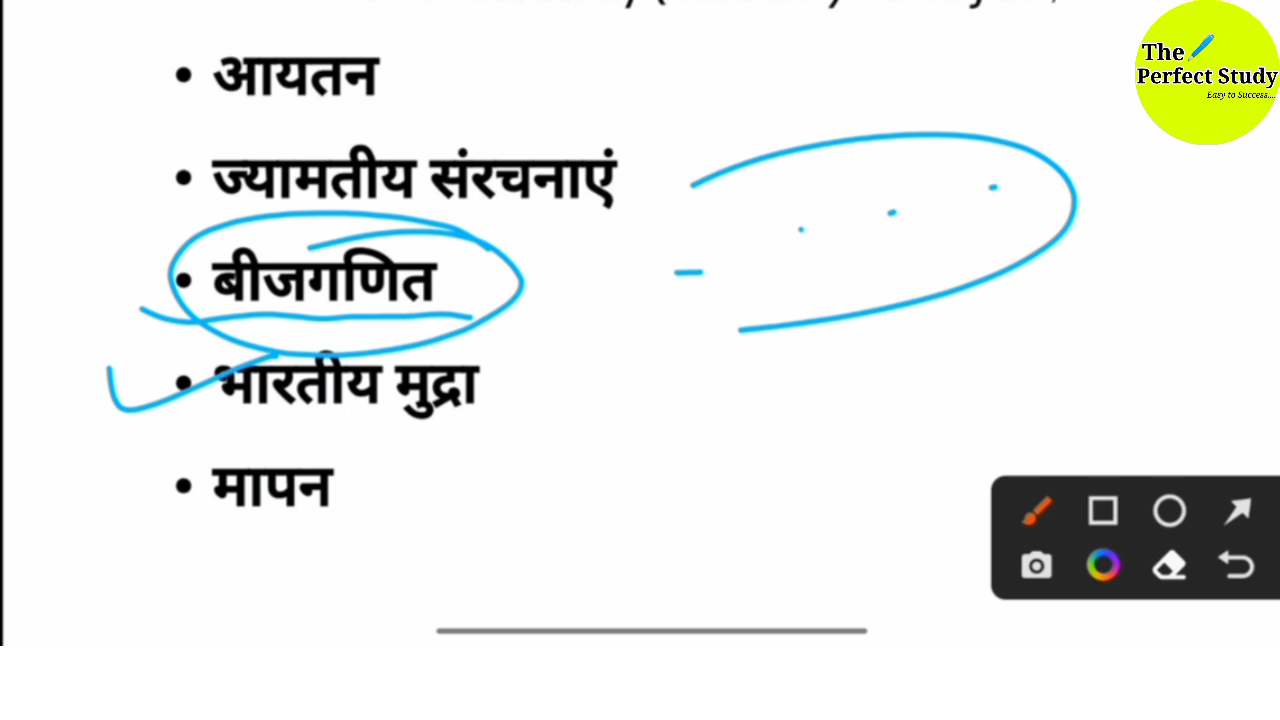 • आयतन
• ज्यामतीय संरचनाएं
• बीजगणित
• भारतीय मुद्रा
• मापन
The
Perfect Study
Easy to Success....